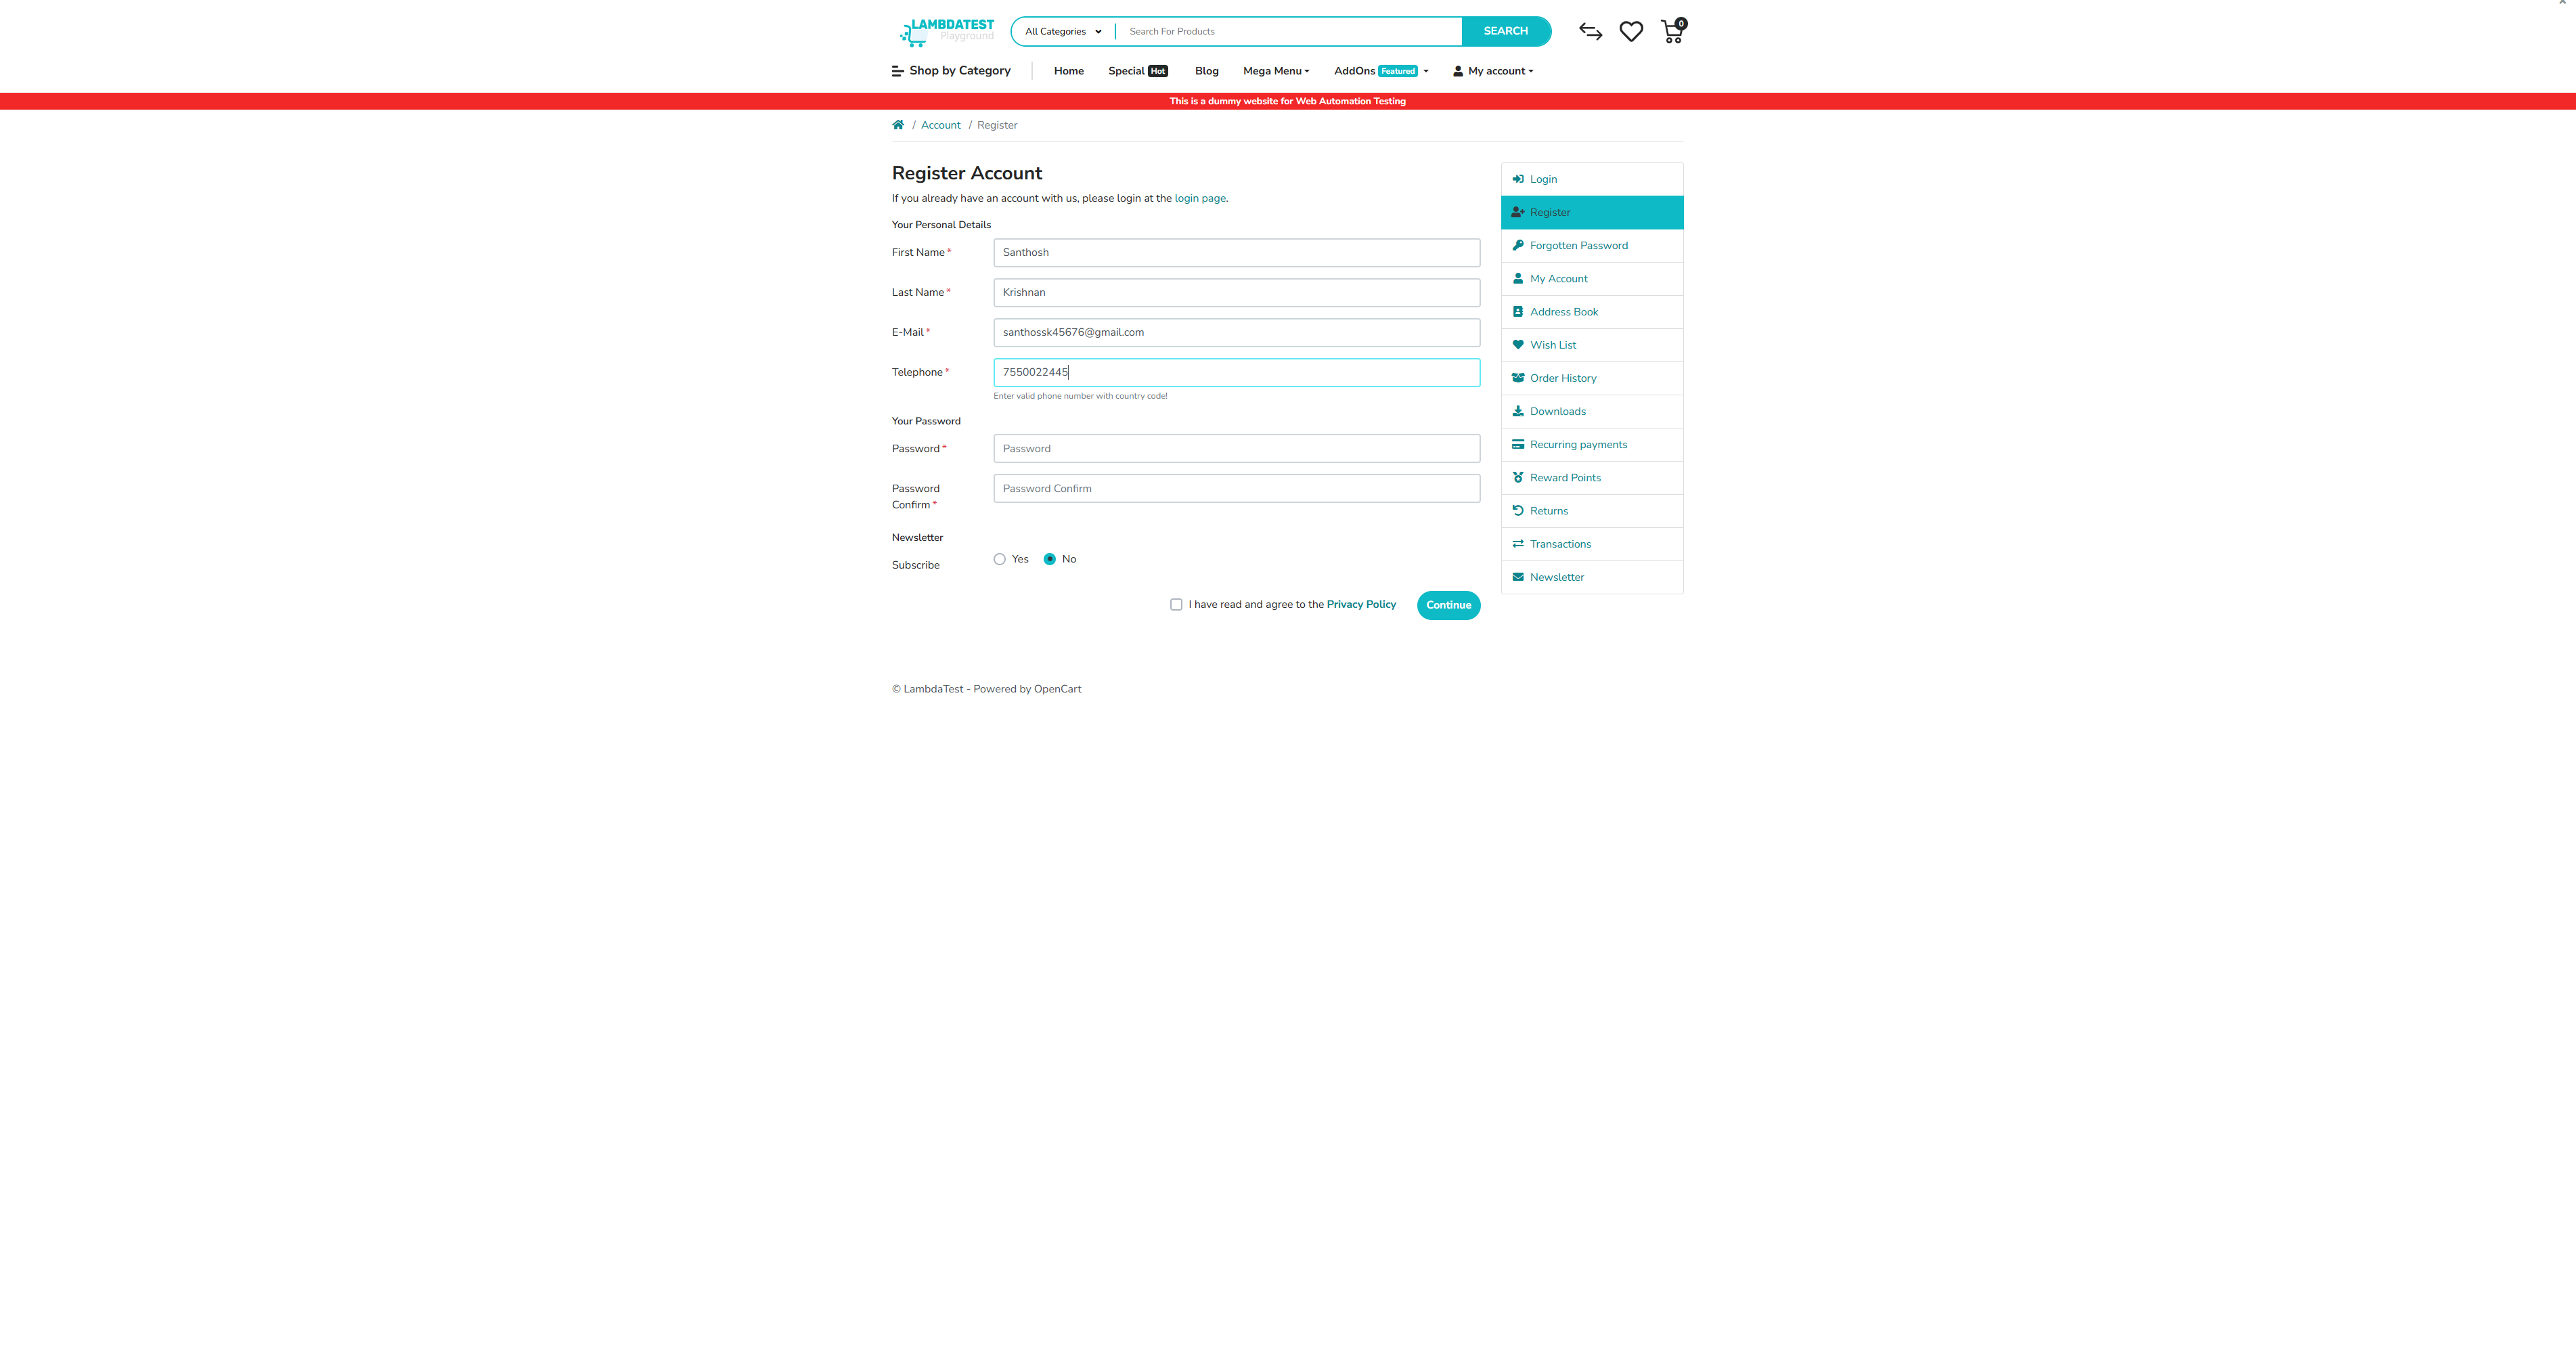 LAMBDATEST
Playground
All Categories
Search For Products
SEARCH
0
Shop by Category
Home
Special Hot
Blog
Mega Menu
AddOns Featured
My account
This is a dummy website for Web Automation Testing
/ Account / Register
Register Account
If you already have an account with us, please login at the login page.
Your Personal Details
First Name *
Santhosh
Last Name *
Krishnan
E-Mail *
santhossk45676@gmail.com
Telephone *
7550022445
Enter valid phone number with country code!
Your Password
Password *
Password
Password
Confirm *
Password Confirm
Newsletter
Subscribe
Yes
No
I have read and agree to the Privacy Policy
Continue
Login
Register
Forgotten Password
My Account
Address Book
Wish List
Order History
Downloads
Recurring payments
Reward Points
Returns
Transactions
Newsletter
© LambdaTest - Powered by OpenCart